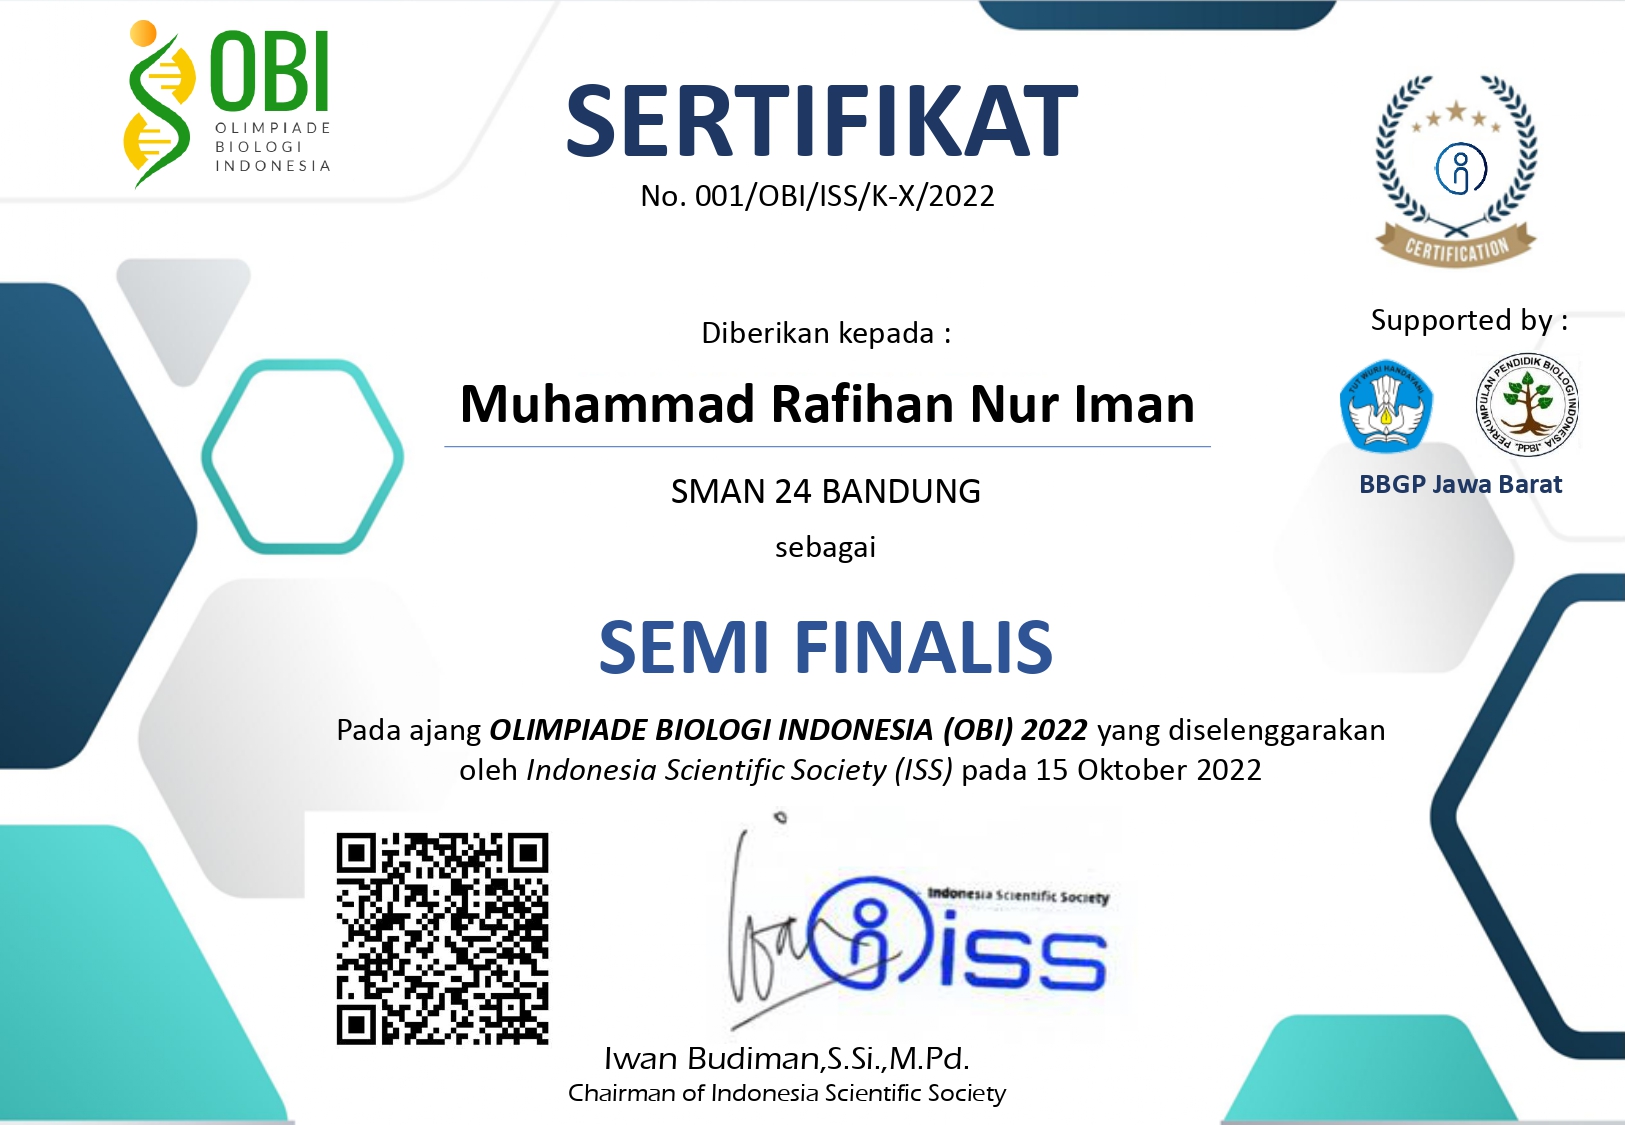 OBI
OLIMPIADE
BIOLOGI
INDONESIA
SERTIFIKAT
No. 001/OBI/ISS/K-X/2022
CERTIFICATION
Diberikan kepada :
Muhammad Rafihan Nur Iman
SMAN 24 BANDUNG
sebagai
Supported by :
TUT WURI HANDAYANI
PERKUMPULAN PENDIDIK BIOLOGI INDONESIA
"PPBI"
BBGP Jawa Barat
SEMI FINALIS
Pada ajang OLIMPIADE BIOLOGI INDONESIA (OBI) 2022 yang diselenggarakan
oleh Indonesia Scientific Society (ISS) pada 15 Oktober 2022
Indonesia Scientific Society
iss
Iwan Budiman,S.Si.,M.Pd.
Chairman of Indonesia Scientific Society